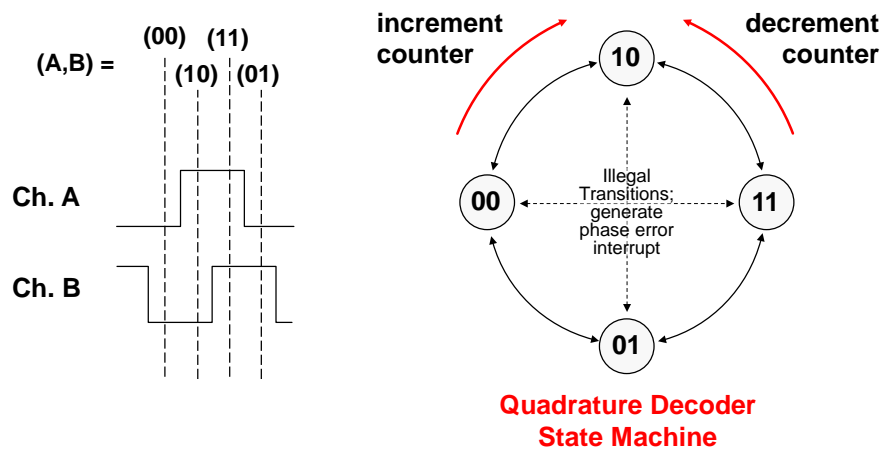 (A,B) =
(00)
(11)
(10)
(01)
Ch. A
Ch. B
increment
counter
decrement
counter
10
00
11
01
Illegal
Transitions;
generate
phase error
interrupt
Quadrature Decoder
State Machine